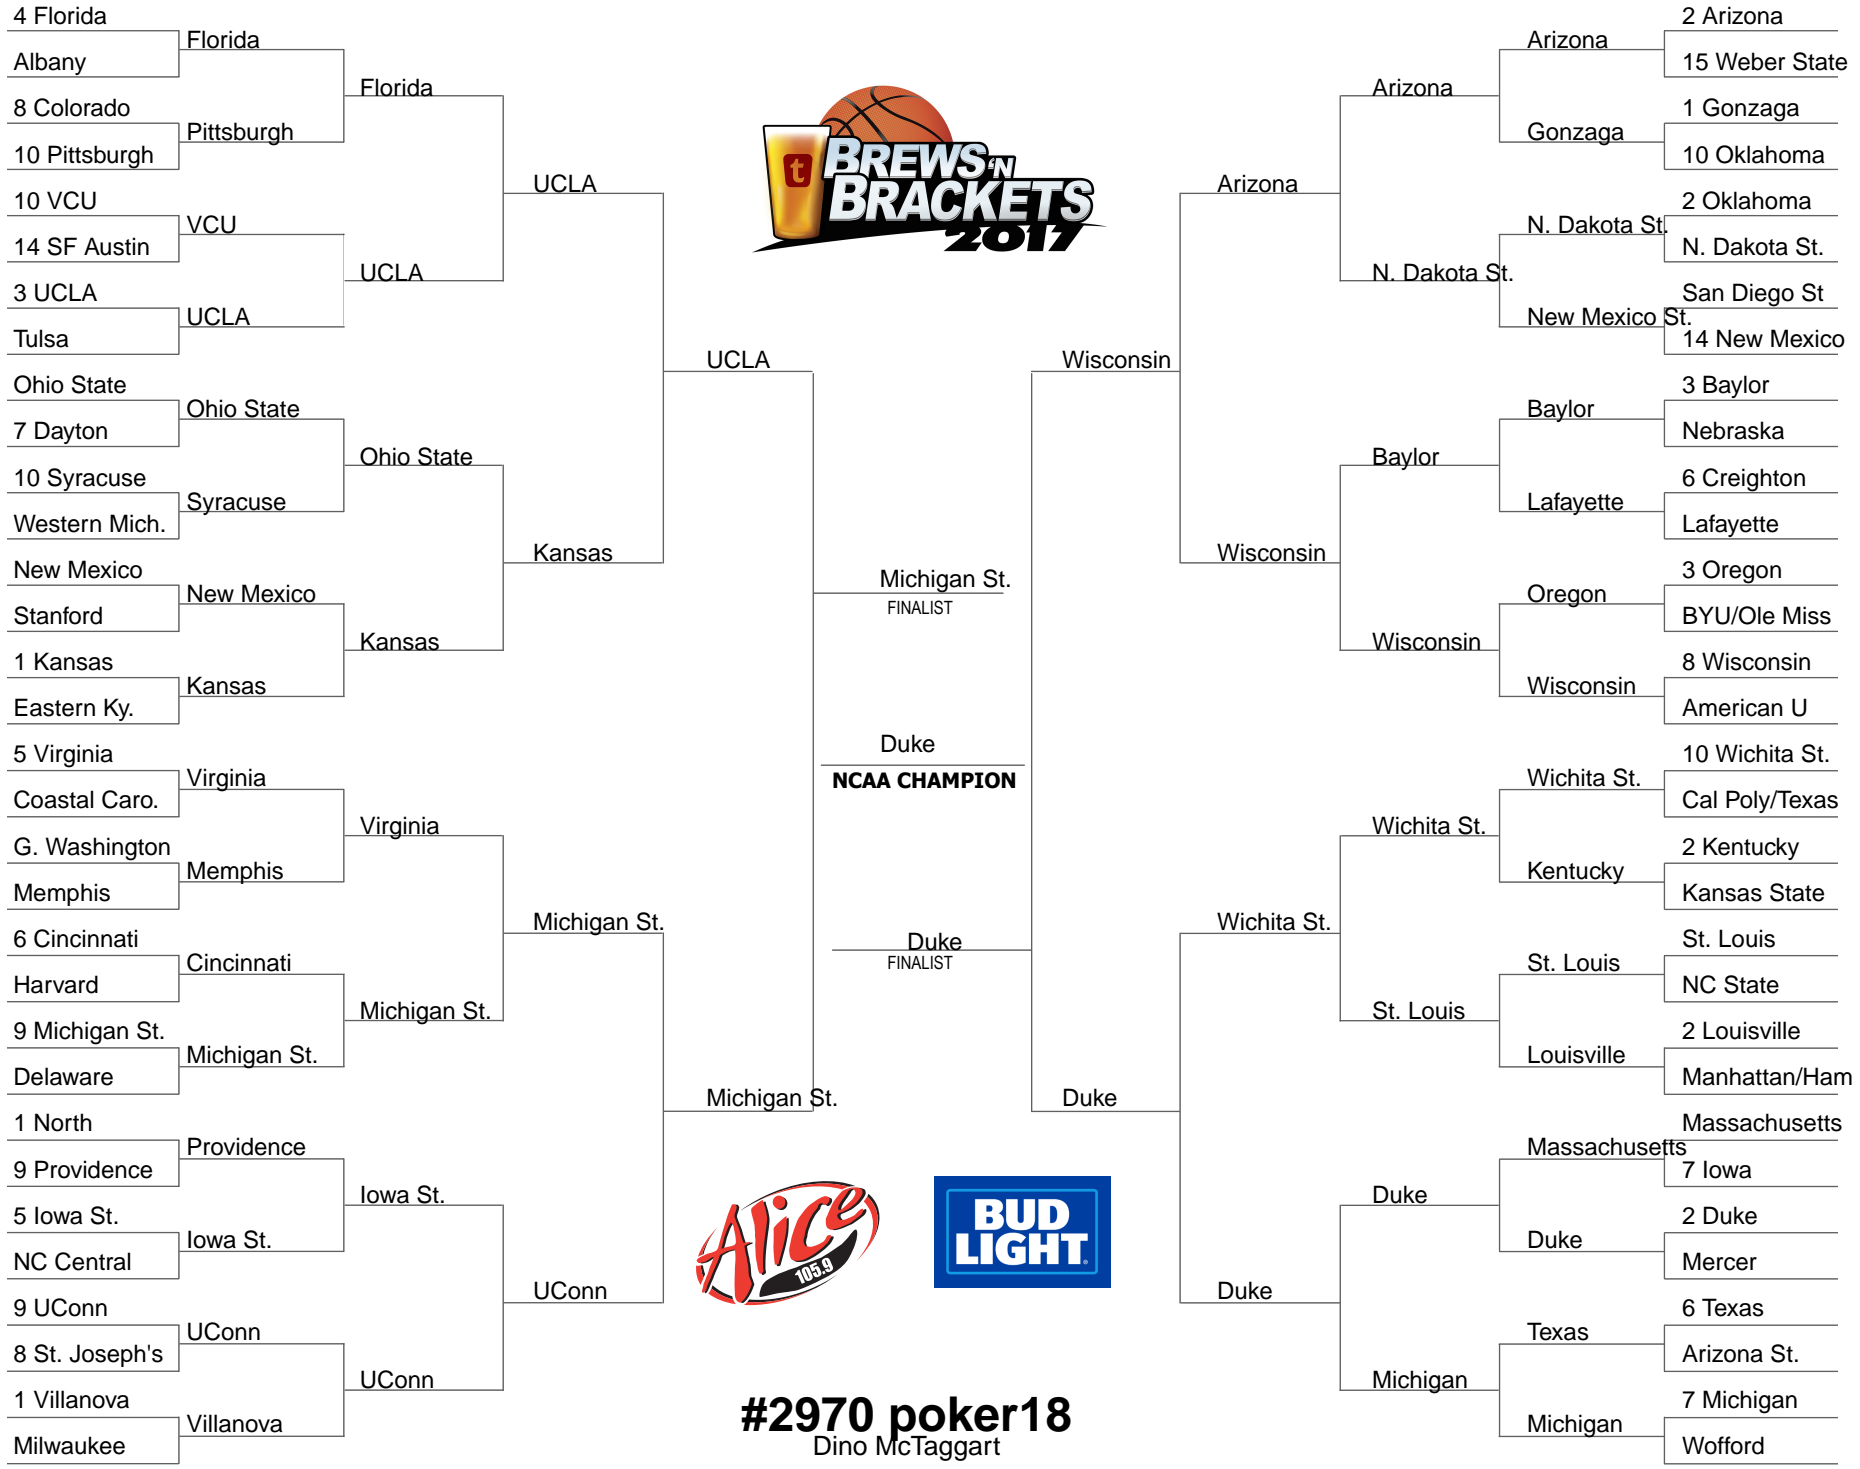 4 Florida
Albany
8 Colorado
10 Pittsburgh
10 VCU
14 SF Austin
3 UCLA
Tulsa
Ohio State
7 Dayton
10 Syracuse
Western Mich.
New Mexico
Stanford
1 Kansas
Eastern Ky.
5 Virginia
Coastal Caro.
G. Washington
Memphis
6 Cincinnati
Harvard
9 Michigan St.
Delaware
1 North
9 Providence
5 Iowa St.
NC Central
9 UConn
8 St. Joseph's
1 Villanova
Milwaukee
Florida
Pittsburgh
VCU
UCLA
Ohio State
Syracuse
New Mexico
Kansas
Virginia
Memphis
Cincinnati
Michigan St.
Providence
Iowa St.
UConn
Villanova
Florida
UCLA
Ohio State
Kansas
Virginia
Michigan St.
Iowa St.
UConn
UCLA
Kansas
Michigan St.
UConn
UCLA
Michigan St.
t
BREWS 'N
BRACKETS
2017
Michigan St.
FINALIST
Duke
NCAA CHAMPION
Duke
FINALIST
Alice
105.9
BUD
LIGHT
#2970 poker18
Dino McTaggart
Wisconsin
Duke
Arizona
Wisconsin
Wichita St.
Duke
Arizona
N. Dakota St.
Baylor
Wisconsin
Wichita St.
St. Louis
Duke
Michigan
Arizona
Gonzaga
N. Dakota St.
New Mexico St.
Baylor
Lafayette
Oregon
Wisconsin
Wichita St.
Kentucky
St. Louis
Louisville
Massachusetts
Duke
Texas
Michigan
2 Arizona
15 Weber State
1 Gonzaga
10 Oklahoma
2 Oklahoma
N. Dakota St.
San Diego St
14 New Mexico
3 Baylor
Nebraska
6 Creighton
Lafayette
3 Oregon
BYU/Ole Miss
8 Wisconsin
American U
10 Wichita St.
Cal Poly/Texas
2 Kentucky
Kansas State
St. Louis
NC State
2 Louisville
Manhattan/Ham
Massachusetts
7 Iowa
2 Duke
Mercer
6 Texas
Arizona St.
7 Michigan
Wofford